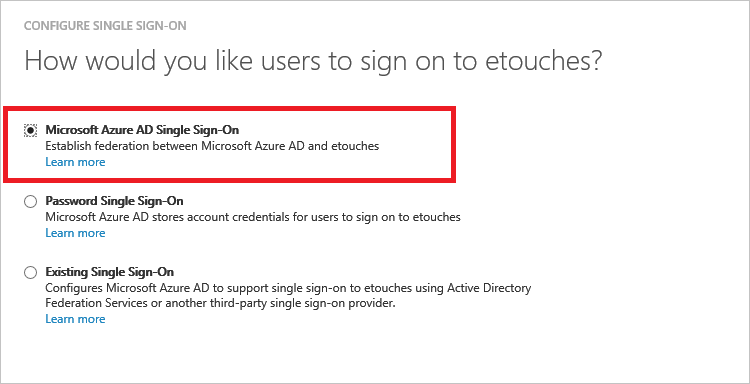 CONFIGURE SINGLE SIGN-ON
How would you like users to sign on to etouches?
Microsoft Azure AD Single Sign-On
Establish federation between Microsoft Azure AD and etouches
Learn more
Password Single Sign-On
Microsoft Azure AD stores account credentials for users to sign on to etouches
Learn more
Existing Single Sign-On
Configures Microsoft Azure AD to support single sign-on to etouches using Active Directory
Federation Services or another third-party single sign-on provider.
Learn more